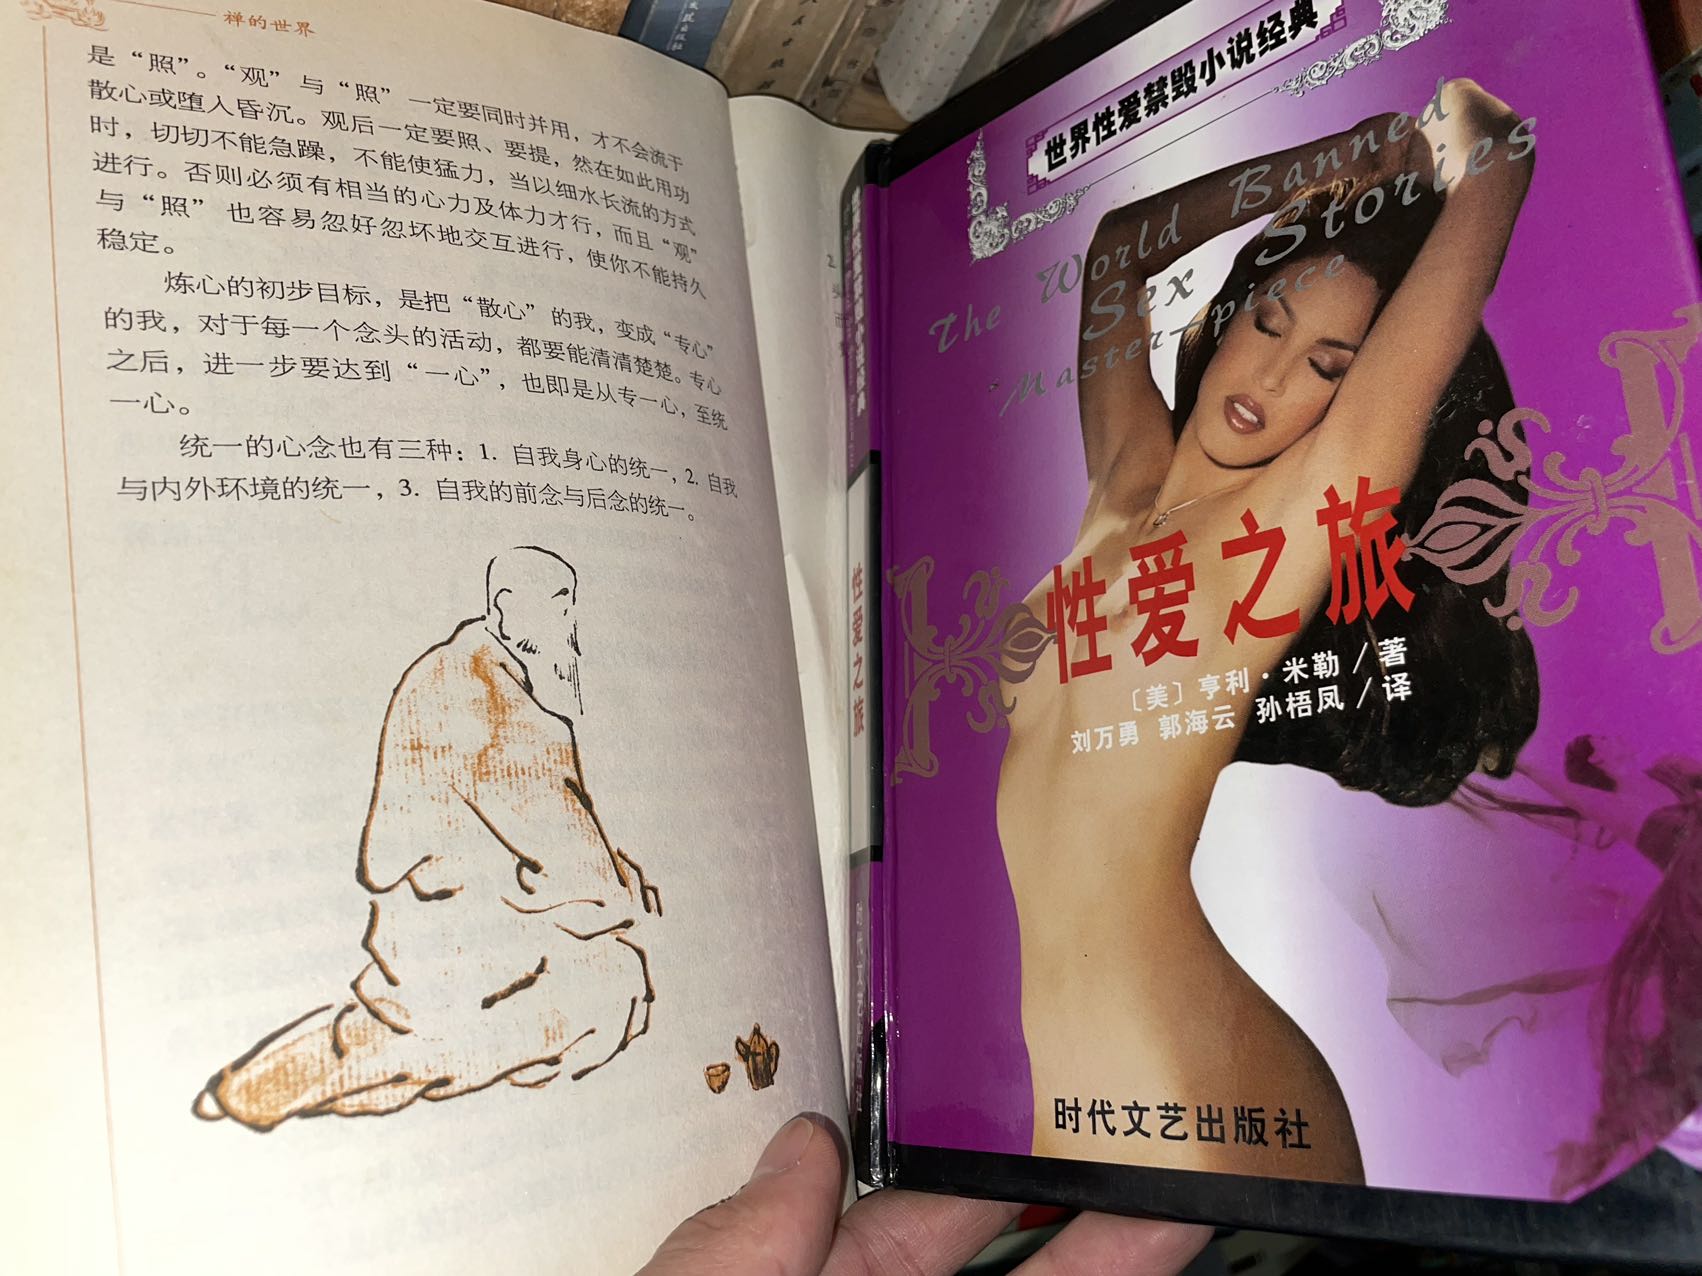 禅的世界
是“照”。“观”与“照”一定要同时并用，才不会流于
散心或堕入昏沉。观后一定要照、要提，然在如此用功
时，切切不能急躁，不能使猛力，当以细水长流的方式
进行。否则必须有相当的心力及体力才行，而且“观”
与“照”也容易忽好忽坏地交互进行，使你不能持久
稳定。
炼心的初步目标，是把“散心”的我，变成“专心”
的我，对于每一个念头的活动，都要能清清楚楚。专心
之后，进一步要达到“一心”，也即是从专一心，至统
一心。
统一的心念也有三种：1. 自我身心的统一，2. 自我
与内外环境的统一，3. 自我的前念与后念的统一。
世界性爱禁毁小说经典
The World Banned
Sex Stories
Master-piece
性爱之旅
〔美〕亨利·米勒／著
刘万勇 郭海云 孙梧凤／译
时代文艺出版社
性爱之旅
时代文艺出版社